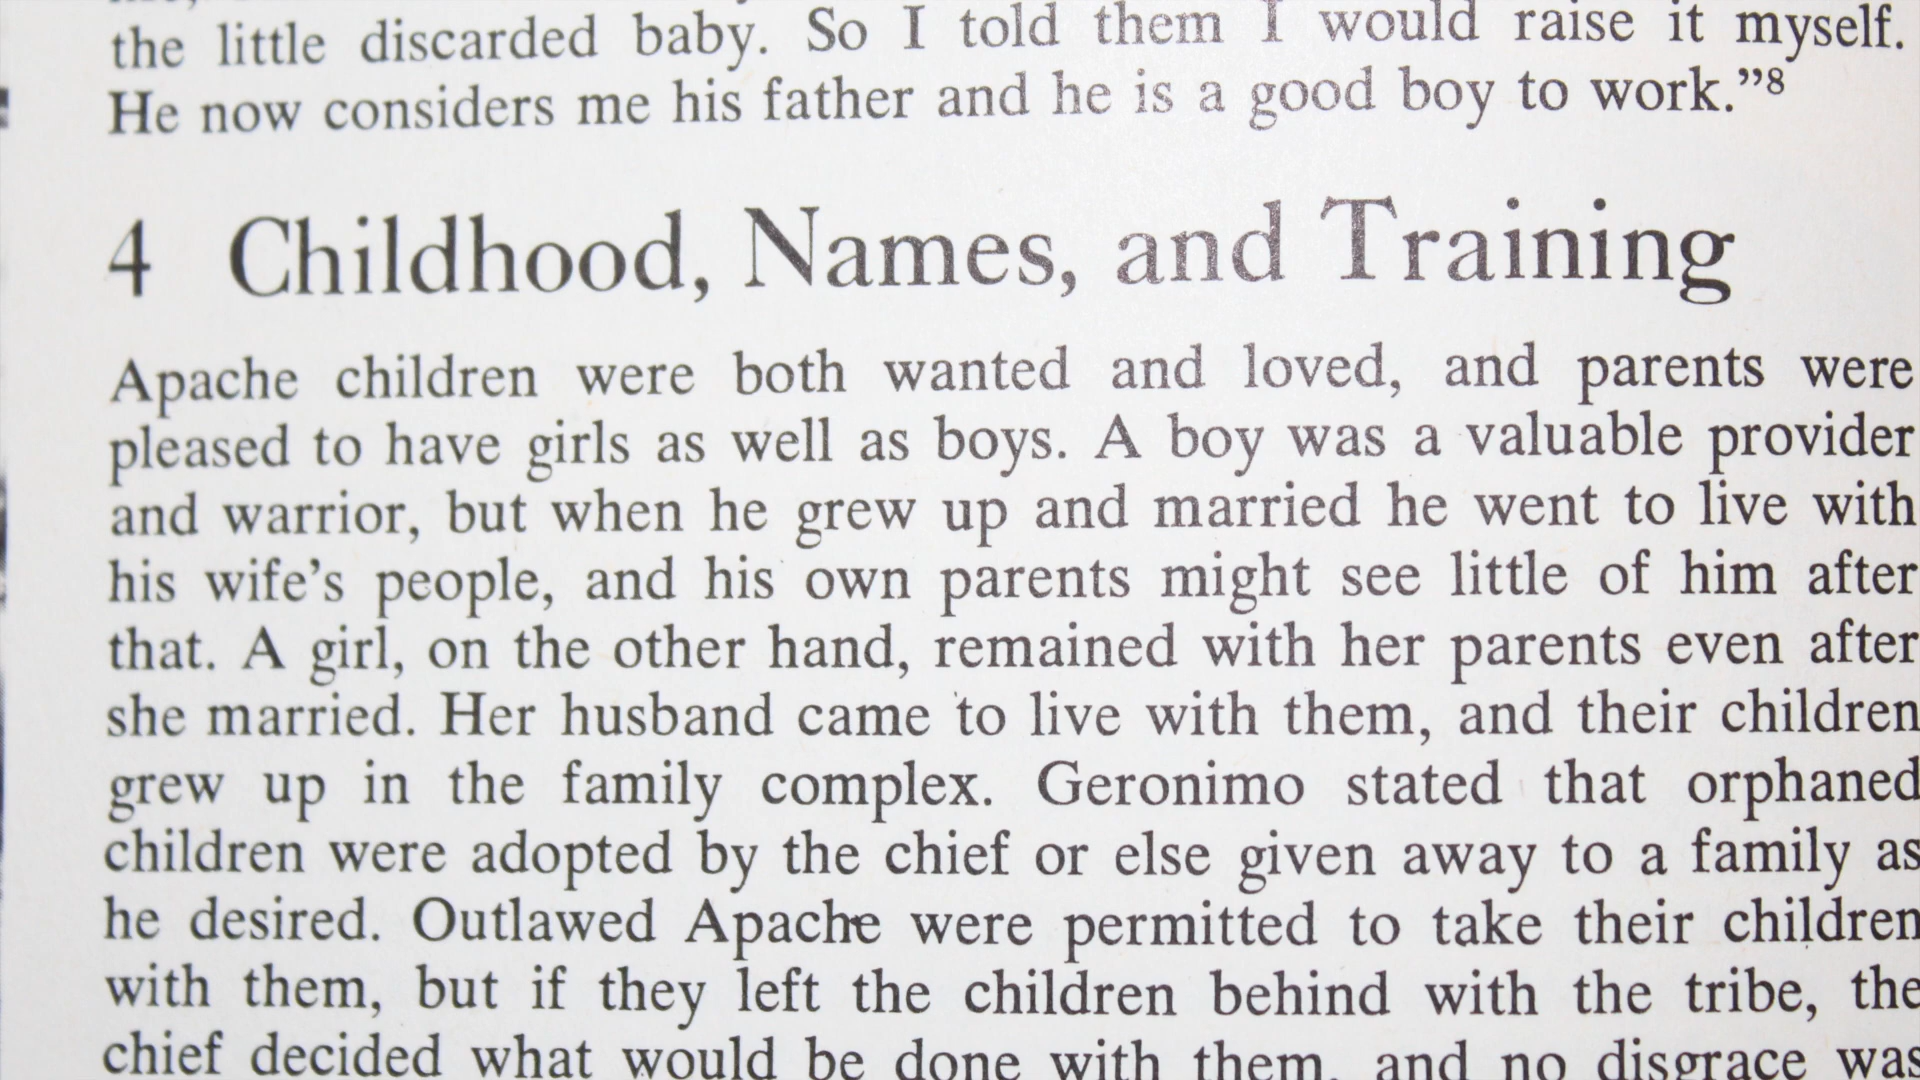 the little discarded baby. So I told them I would raise it myself.
He now considers me his father and he is a good boy to work.”8
4 Childhood, Names, and Training
Apache children were both wanted and loved, and parents were
pleased to have girls as well as boys. A boy was a valuable provider
and warrior, but when he grew up and married he went to live with
his wife’s people, and his own parents might see little of him after
that. A girl, on the other hand, remained with her parents even after
she married. Her husband came to live with them, and their children
grew up in the family complex. Geronimo stated that orphaned
children were adopted by the chief or else given away to a family as
he desired. Outlawed Apache were permitted to take their children
with them, but if they left the children behind with the tribe, the
chief decided what would be done with them, and no disgrace was